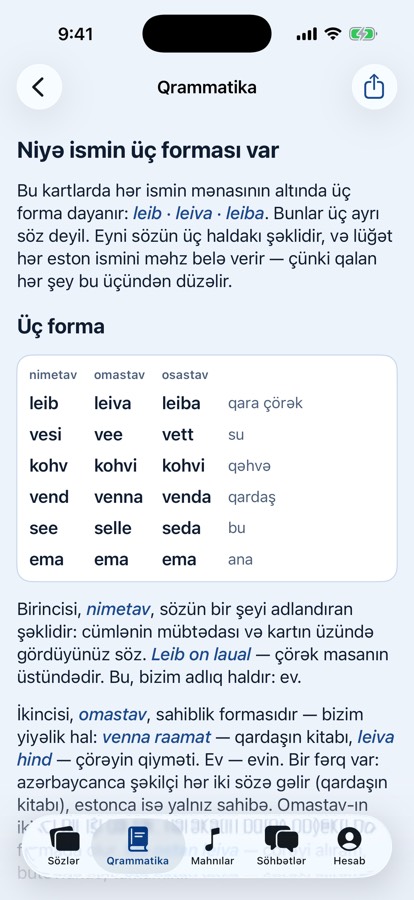 9:41
Qrammatika
Niyə ismin üç forması var
Bu kartlarda hər ismin mənasının altında üç
forma dayanır: leib · leiva · leiba. Bunlar üç ayrı
söz deyil. Eyni sözün üç haldakı şəklidir, və lüğət
hər eston ismini məhz belə verir — çünki qalan
hər şey bu üçündən düzəlir.
Üç forma
nimetav omastav osastav
leib leiva leiba qara çörək
vesi vee vett su
kohv kohvi kohvi qəhvə
vend venna venda qardaş
see selle seda bu
ema ema ema ana
Birincisi, nimetav, sözün bir şeyi adlandıran
şəklidir: cümlənin mübtədası və kartın üzündə
gördüyünüz söz. Leib on laual — çörək masanın
üstündədir. Bu, bizim adlıq haldır: ev.
İkincisi, omastav, sahiblik formasıdır — bizim
yiyəlik hal: venna raamat — qardaşın kitabı, leiva
hind — çörəyin qiyməti. Ev — evin. Bir fərq var:
azərbaycanca şəkilçi hər iki sözə gəlir (qardaşın
kitabı), estonca isə yalnız sahibə. Omastav-ın
Sözlər Qrammatika Mahnılar Söhbətlər Hesab